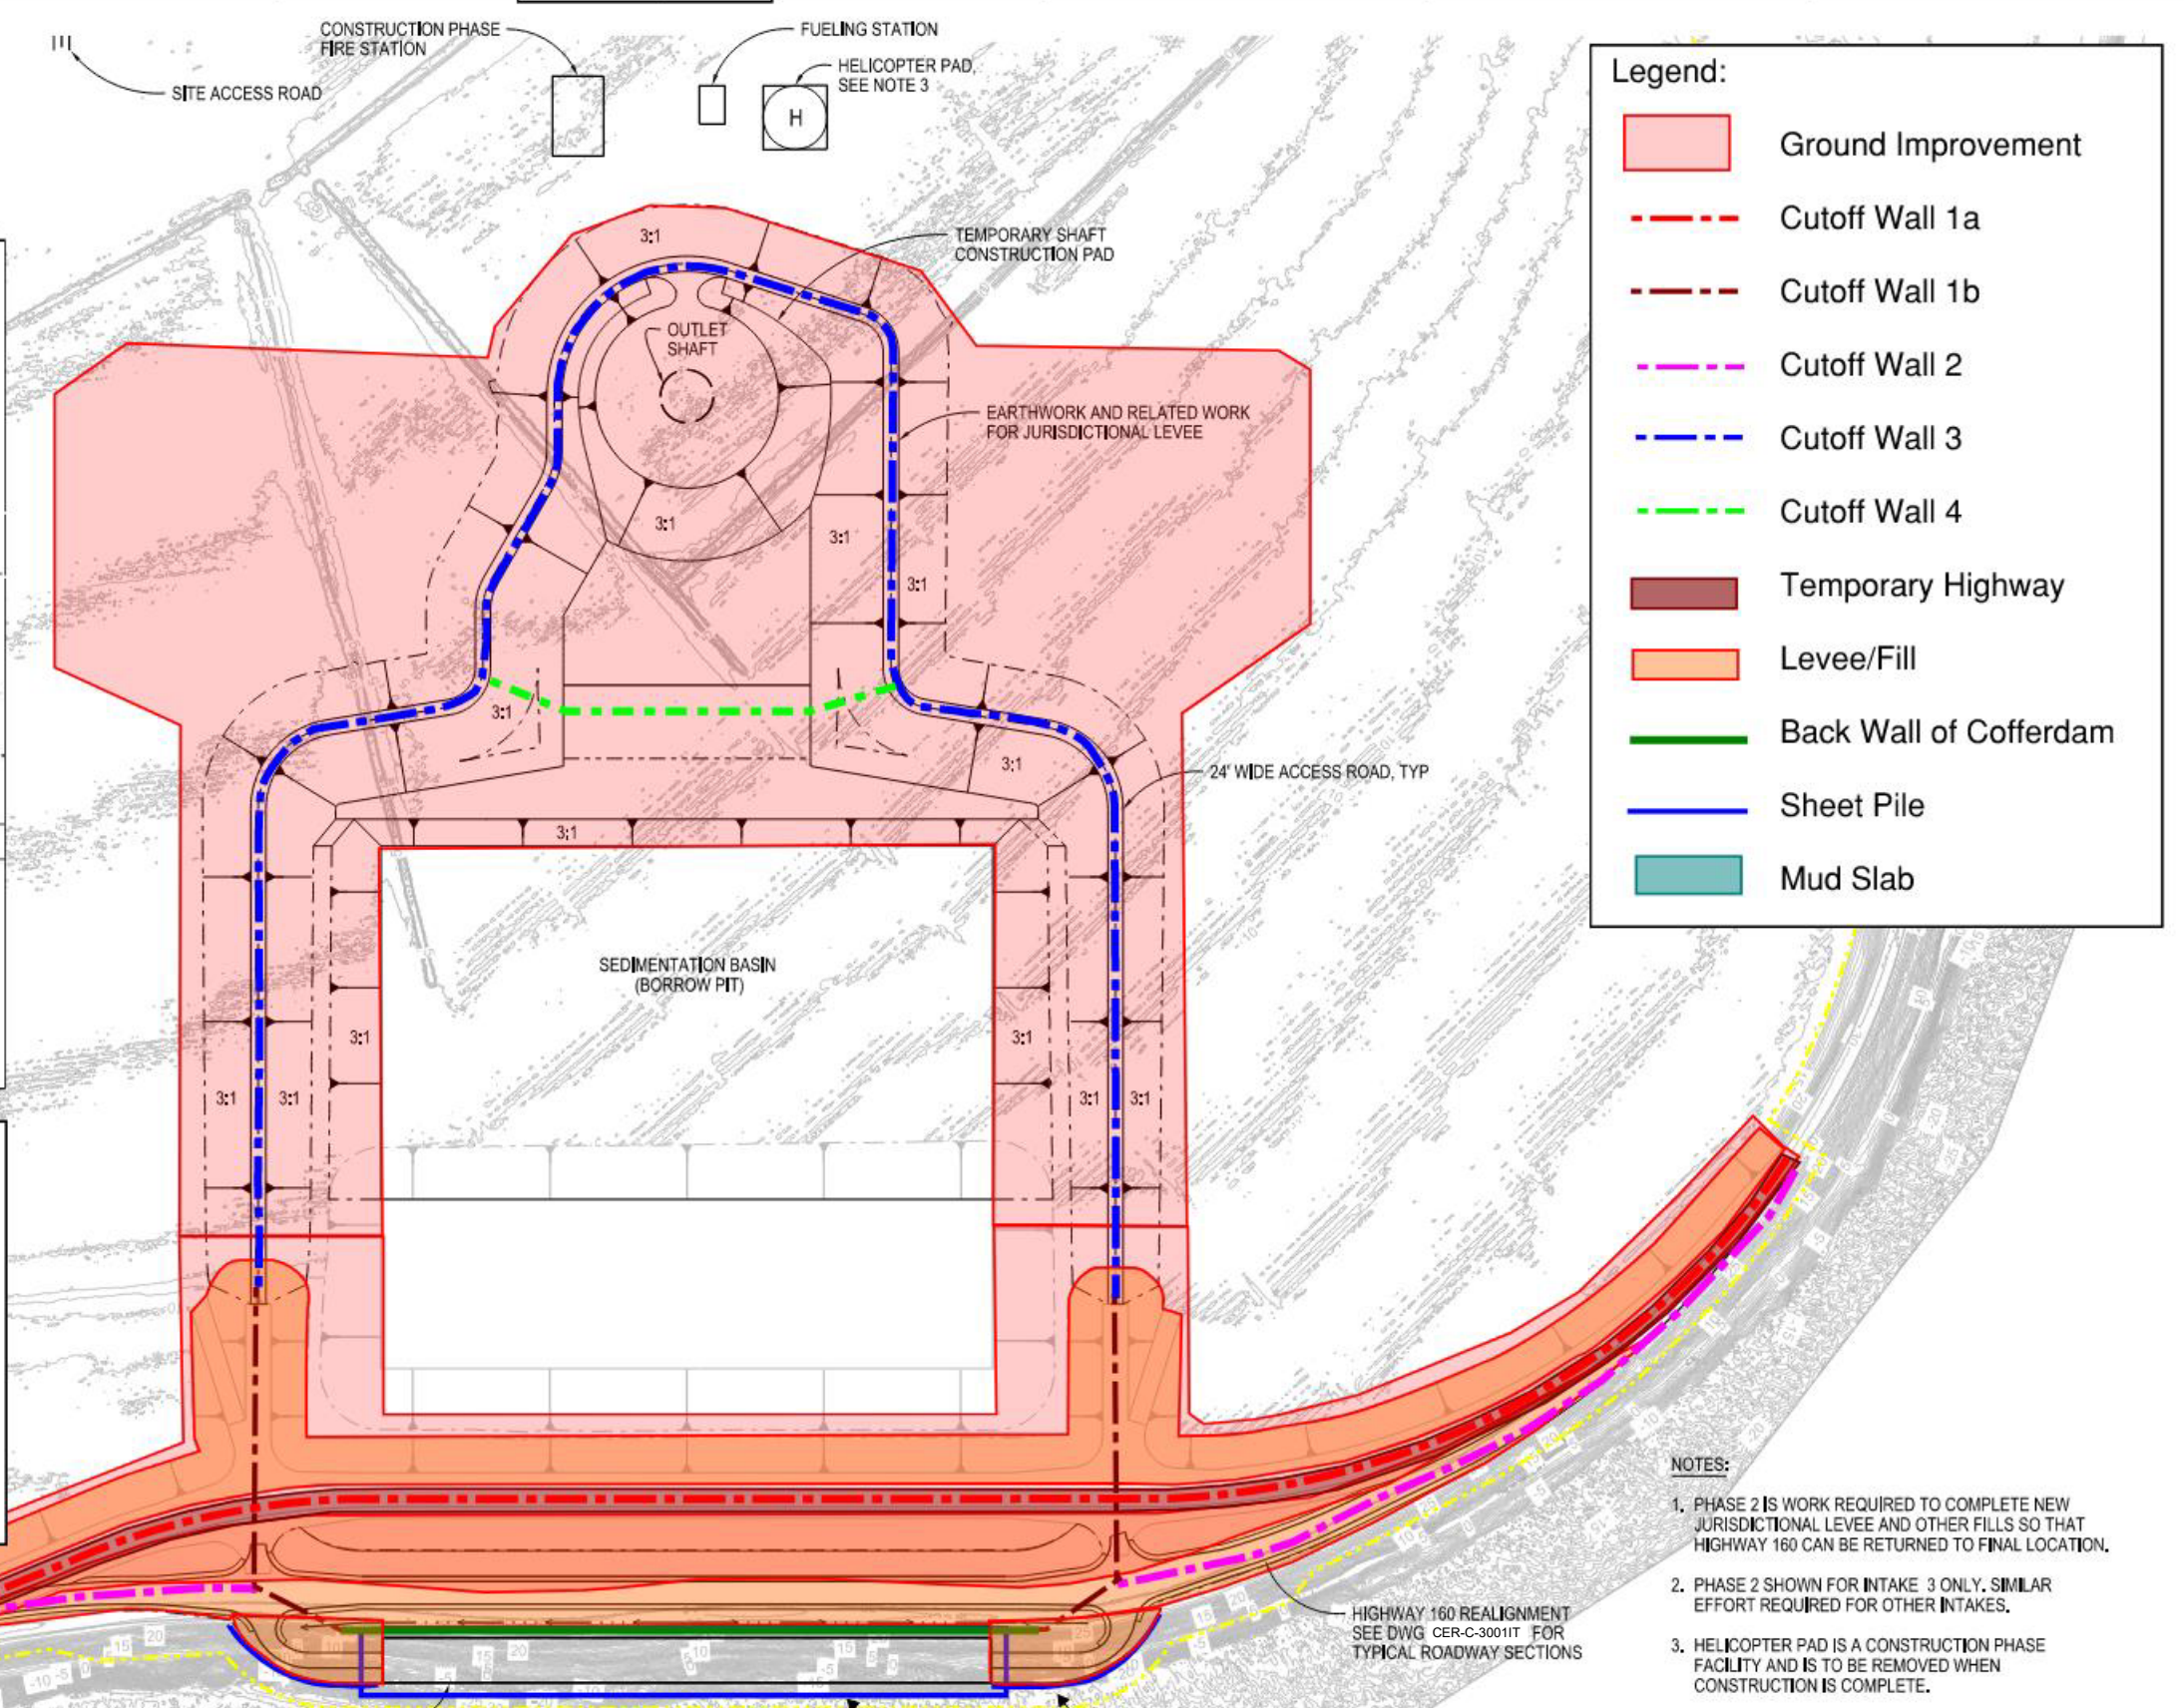 CONSTRUCTION PHASE
FIRE STATION
SITE ACCESS ROAD
FUELING STATION
HELICOPTER PAD,
SEE NOTE 3
H
3:1
TEMPORARY SHAFT
CONSTRUCTION PAD
OUTLET
SHAFT
EARTHWORK AND RELATED WORK
FOR JURISDICTIONAL LEVEE
3:1
3:1
3:1
3:1
3:1
24' WIDE ACCESS ROAD, TYP
3:1
SEDIMENTATION BASIN
(BORROW PIT)
3:1
3:1
3:1
3:1
3:1
3:1
Legend:
Ground Improvement
Cutoff Wall 1a
Cutoff Wall 1b
Cutoff Wall 2
Cutoff Wall 3
Cutoff Wall 4
Temporary Highway
Levee/Fill
Back Wall of Cofferdam
Sheet Pile
Mud Slab
HIGHWAY 160 REALIGNMENT
SEE DWG CER-C-3001IT FOR
TYPICAL ROADWAY SECTIONS
NOTES:
1. PHASE 2 IS WORK REQUIRED TO COMPLETE NEW
JURISDICTIONAL LEVEE AND OTHER FILLS SO THAT
HIGHWAY 160 CAN BE RETURNED TO FINAL LOCATION.
2. PHASE 2 SHOWN FOR INTAKE 3 ONLY. SIMILAR
EFFORT REQUIRED FOR OTHER INTAKES.
3. HELICOPTER PAD IS A CONSTRUCTION PHASE
FACILITY AND IS TO BE REMOVED WHEN
CONSTRUCTION IS COMPLETE.